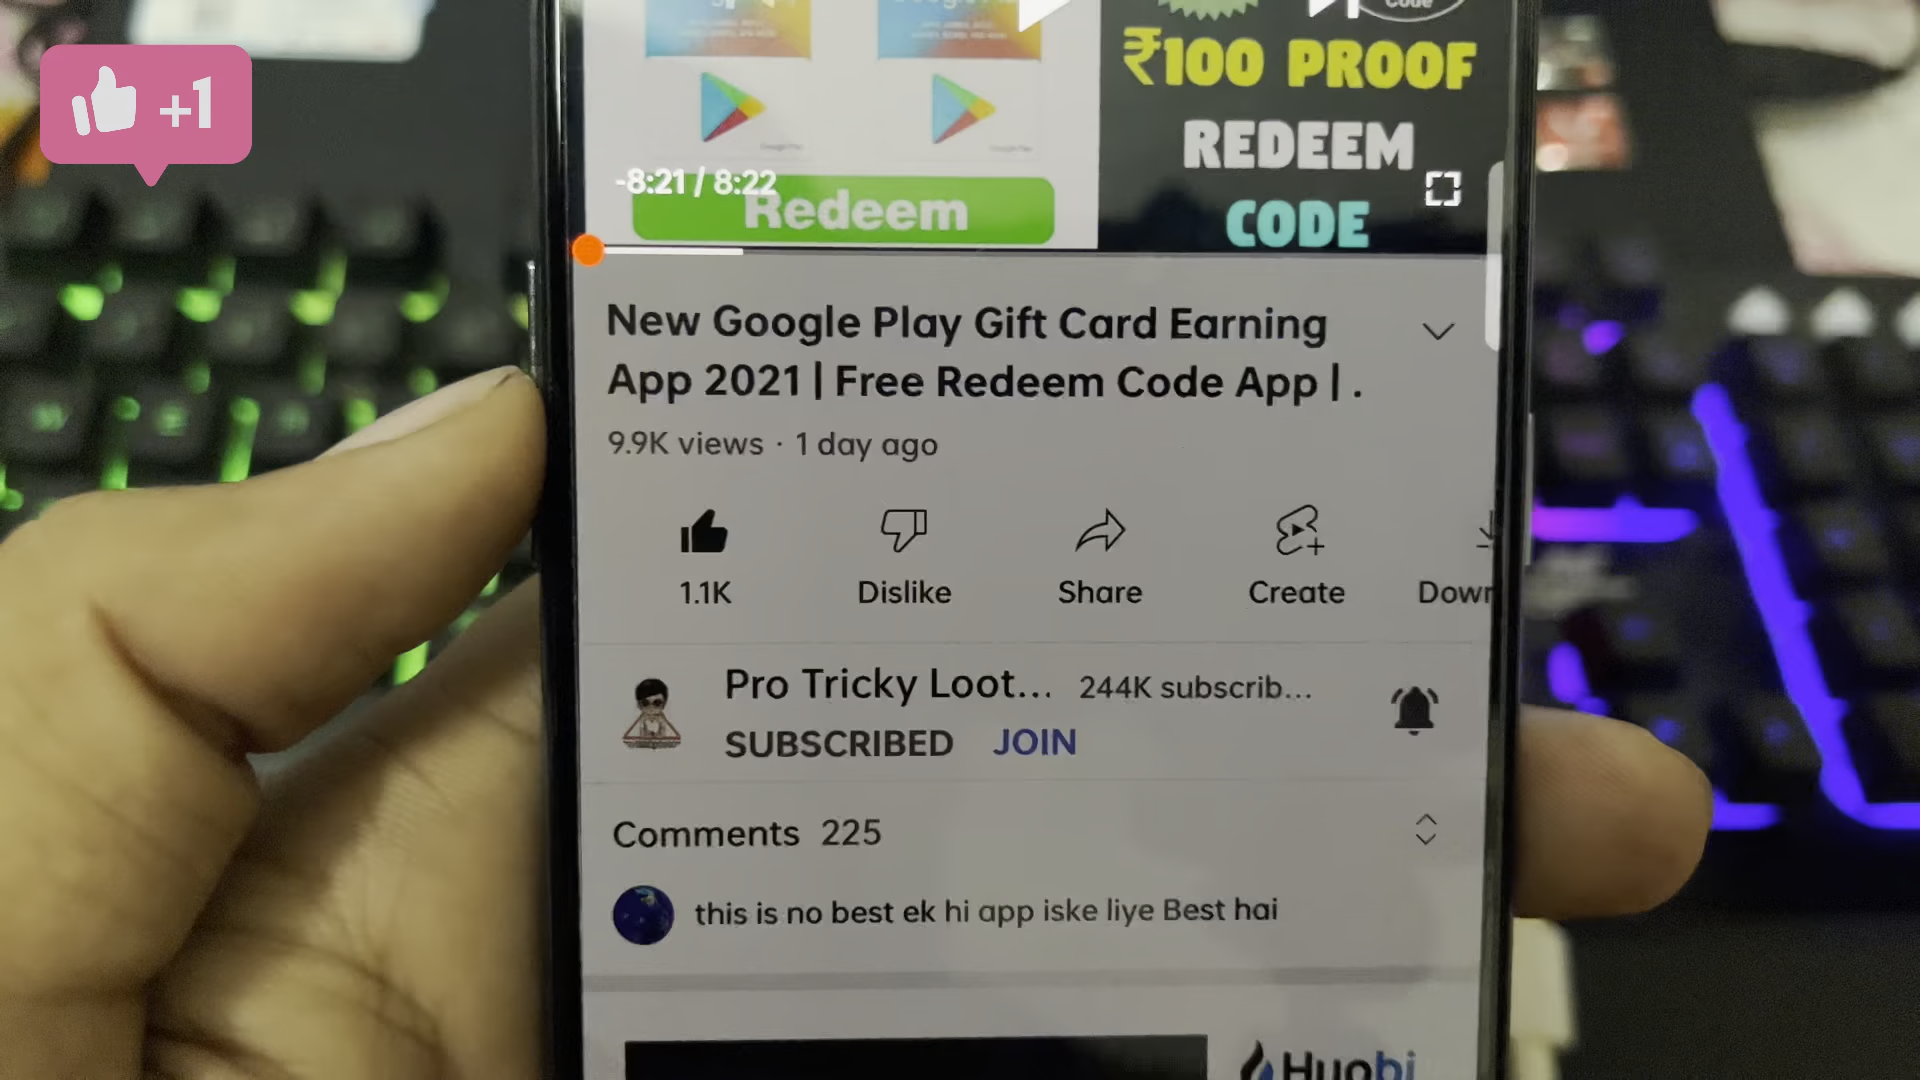 +1
Code
₹100 PROOF
REDEEM
CODE
-8:21 / 8:22
Redeem
New Google Play Gift Card Earning
App 2021 | Free Redeem Code App | .
9.9K views · 1 day ago
1.1K
Dislike
Share
Create
Down
Pro Tricky Loot... 244K subscrib...
SUBSCRIBED JOIN
Comments 225
this is no best ek hi app iske liye Best hai
Huobi